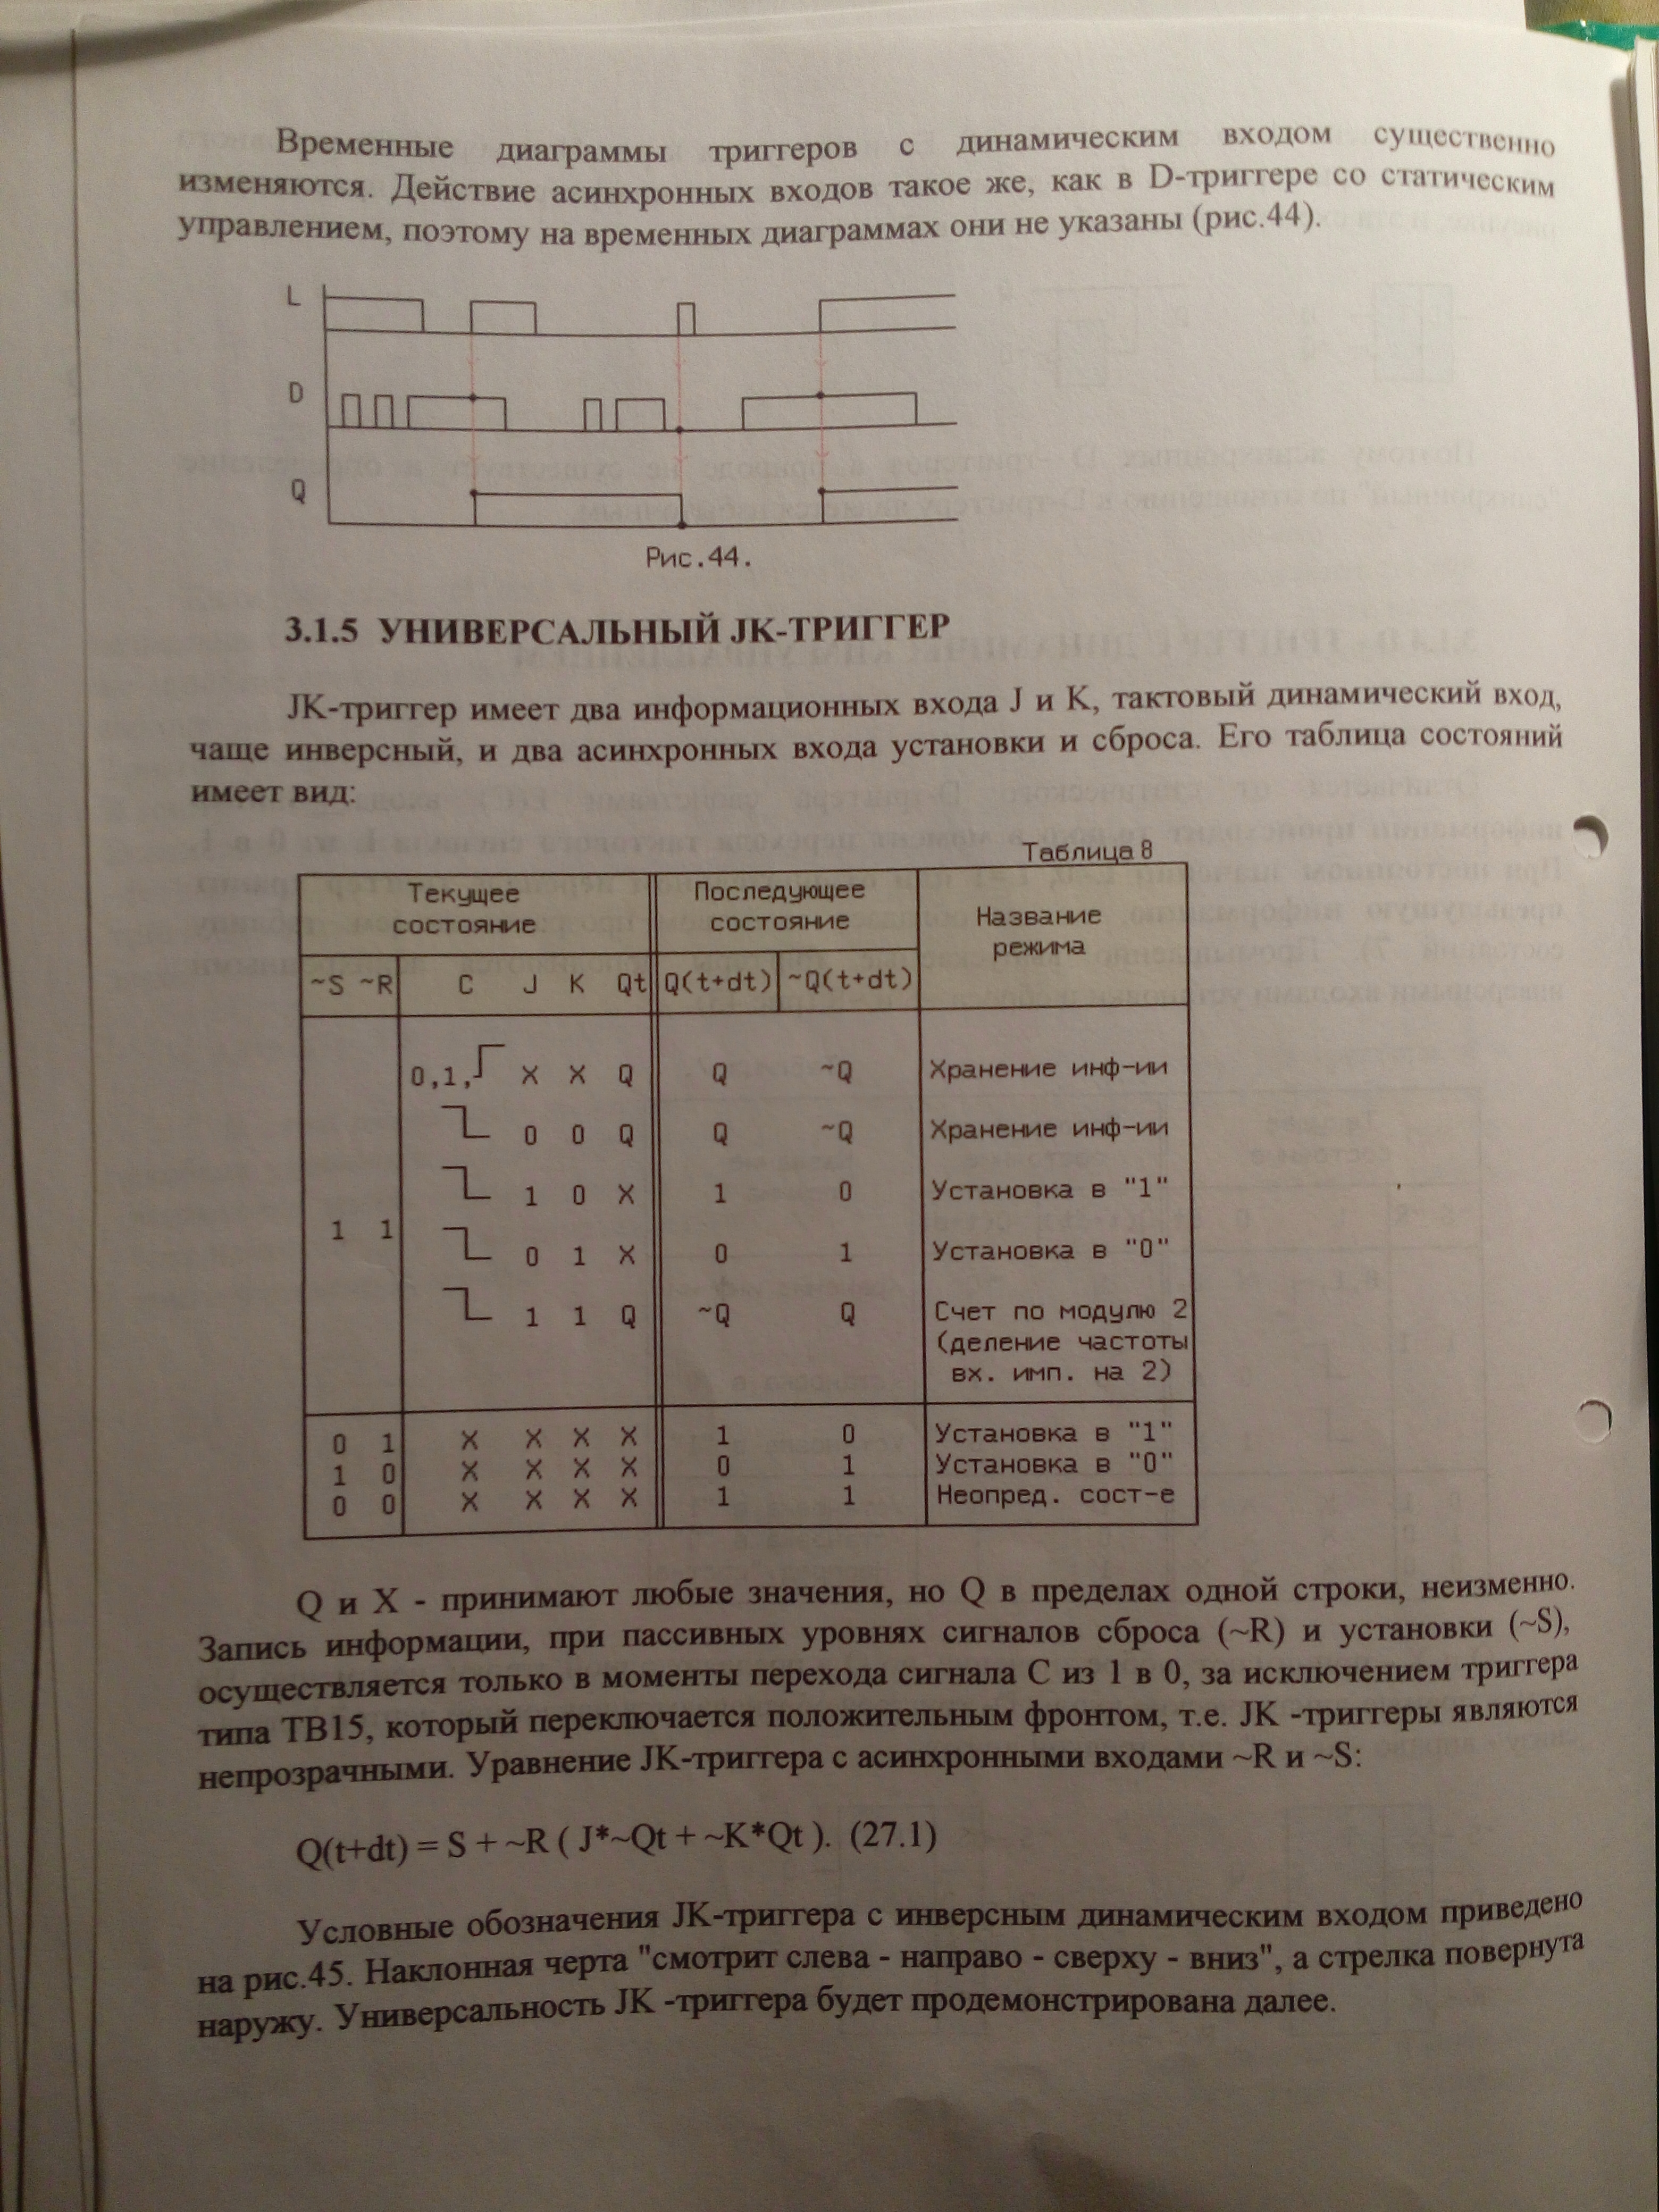 Временные диаграммы триггеров с динамическим входом существенно
изменяются. Действие асинхронных входов такое же, как в D-триггере со статическим
управлением, поэтому на временных диаграммах они не указаны (рис.44).
L
D
Q
Рис.44.
3.1.5 УНИВЕРСАЛЬНЫЙ JK-ТРИГГЕР
JK-триггер имеет два информационных входа J и K, тактовый динамический вход,
чаще инверсный, и два асинхронных входа установки и сброса. Его таблица состояний
имеет вид:
Таблица 8
Текущее состояние
Последующее состояние
Название режима
~S ~R C J K Qt Q(t+dt) ~Q(t+dt)
0,1, X X Q Q ~Q Хранение инф-ии
0 0 Q Q ~Q Хранение инф-ии
1 0 X 1 0 Установка в "1"
1 1
0 1 X 0 1 Установка в "0"
1 1 Q ~Q Q Счет по модулю 2
(деление частоты
вх. имп. на 2)
0 1 X X X X 1 0 Установка в "1"
1 0 X X X X 0 1 Установка в "0"
0 0 X X X X 1 1 Неопред. сост-е
Q и X - принимают любые значения, но Q в пределах одной строки, неизменно.
Запись информации, при пассивных уровнях сигналов сброса (~R) и установки (~S),
осуществляется только в моменты перехода сигнала C из 1 в 0, за исключением триггера
типа ТВ15, который переключается положительным фронтом, т.е. JK -триггеры являются
непрозрачными. Уравнение JK-триггера с асинхронными входами ~R и ~S:
Q(t+dt) = S + ~R ( J*~Qt + ~K*Qt ). (27.1)
Условные обозначения JK-триггера с инверсным динамическим входом приведено
на рис.45. Наклонная черта "смотрит слева - направо - сверху - вниз", а стрелка повернута
наружу. Универсальность JK -триггера будет продемонстрирована далее.